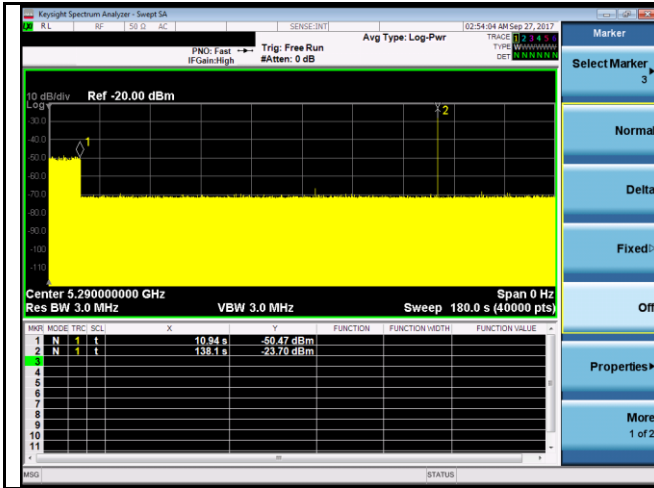 Keysight Spectrum Analyzer - Swept SA
RL RF 50 Ω AC SENSE:INT 02:54:04 AM Sep 27, 2017
Avg Type: Log-Pwr
TRACE 1 2 3 4 5 6
TYPE WWWWWW
DET N N N N N N
PNO: Fast
IFGain:High
Trig: Free Run
#Atten: 0 dB
10 dB/div Ref -20.00 dBm
Log
-30.0
-40.0
-50.0
-60.0
-70.0
-80.0
-90.0
-100
-110
1
2
Center 5.290000000 GHz Span 0 Hz
Res BW 3.0 MHz VBW 3.0 MHz Sweep 180.0 s (40000 pts)
MKR MODE TRC SCL X Y FUNCTION FUNCTION WIDTH FUNCTION VALUE
1 N 1 t 10.94 s -50.47 dBm
2 N 1 t 138.1 s -23.70 dBm
3
4
5
6
7
8
9
10
11
MSG STATUS
Marker
Select Marker
3
Normal
Delta
Fixed
Off
Properties
More
1 of 2